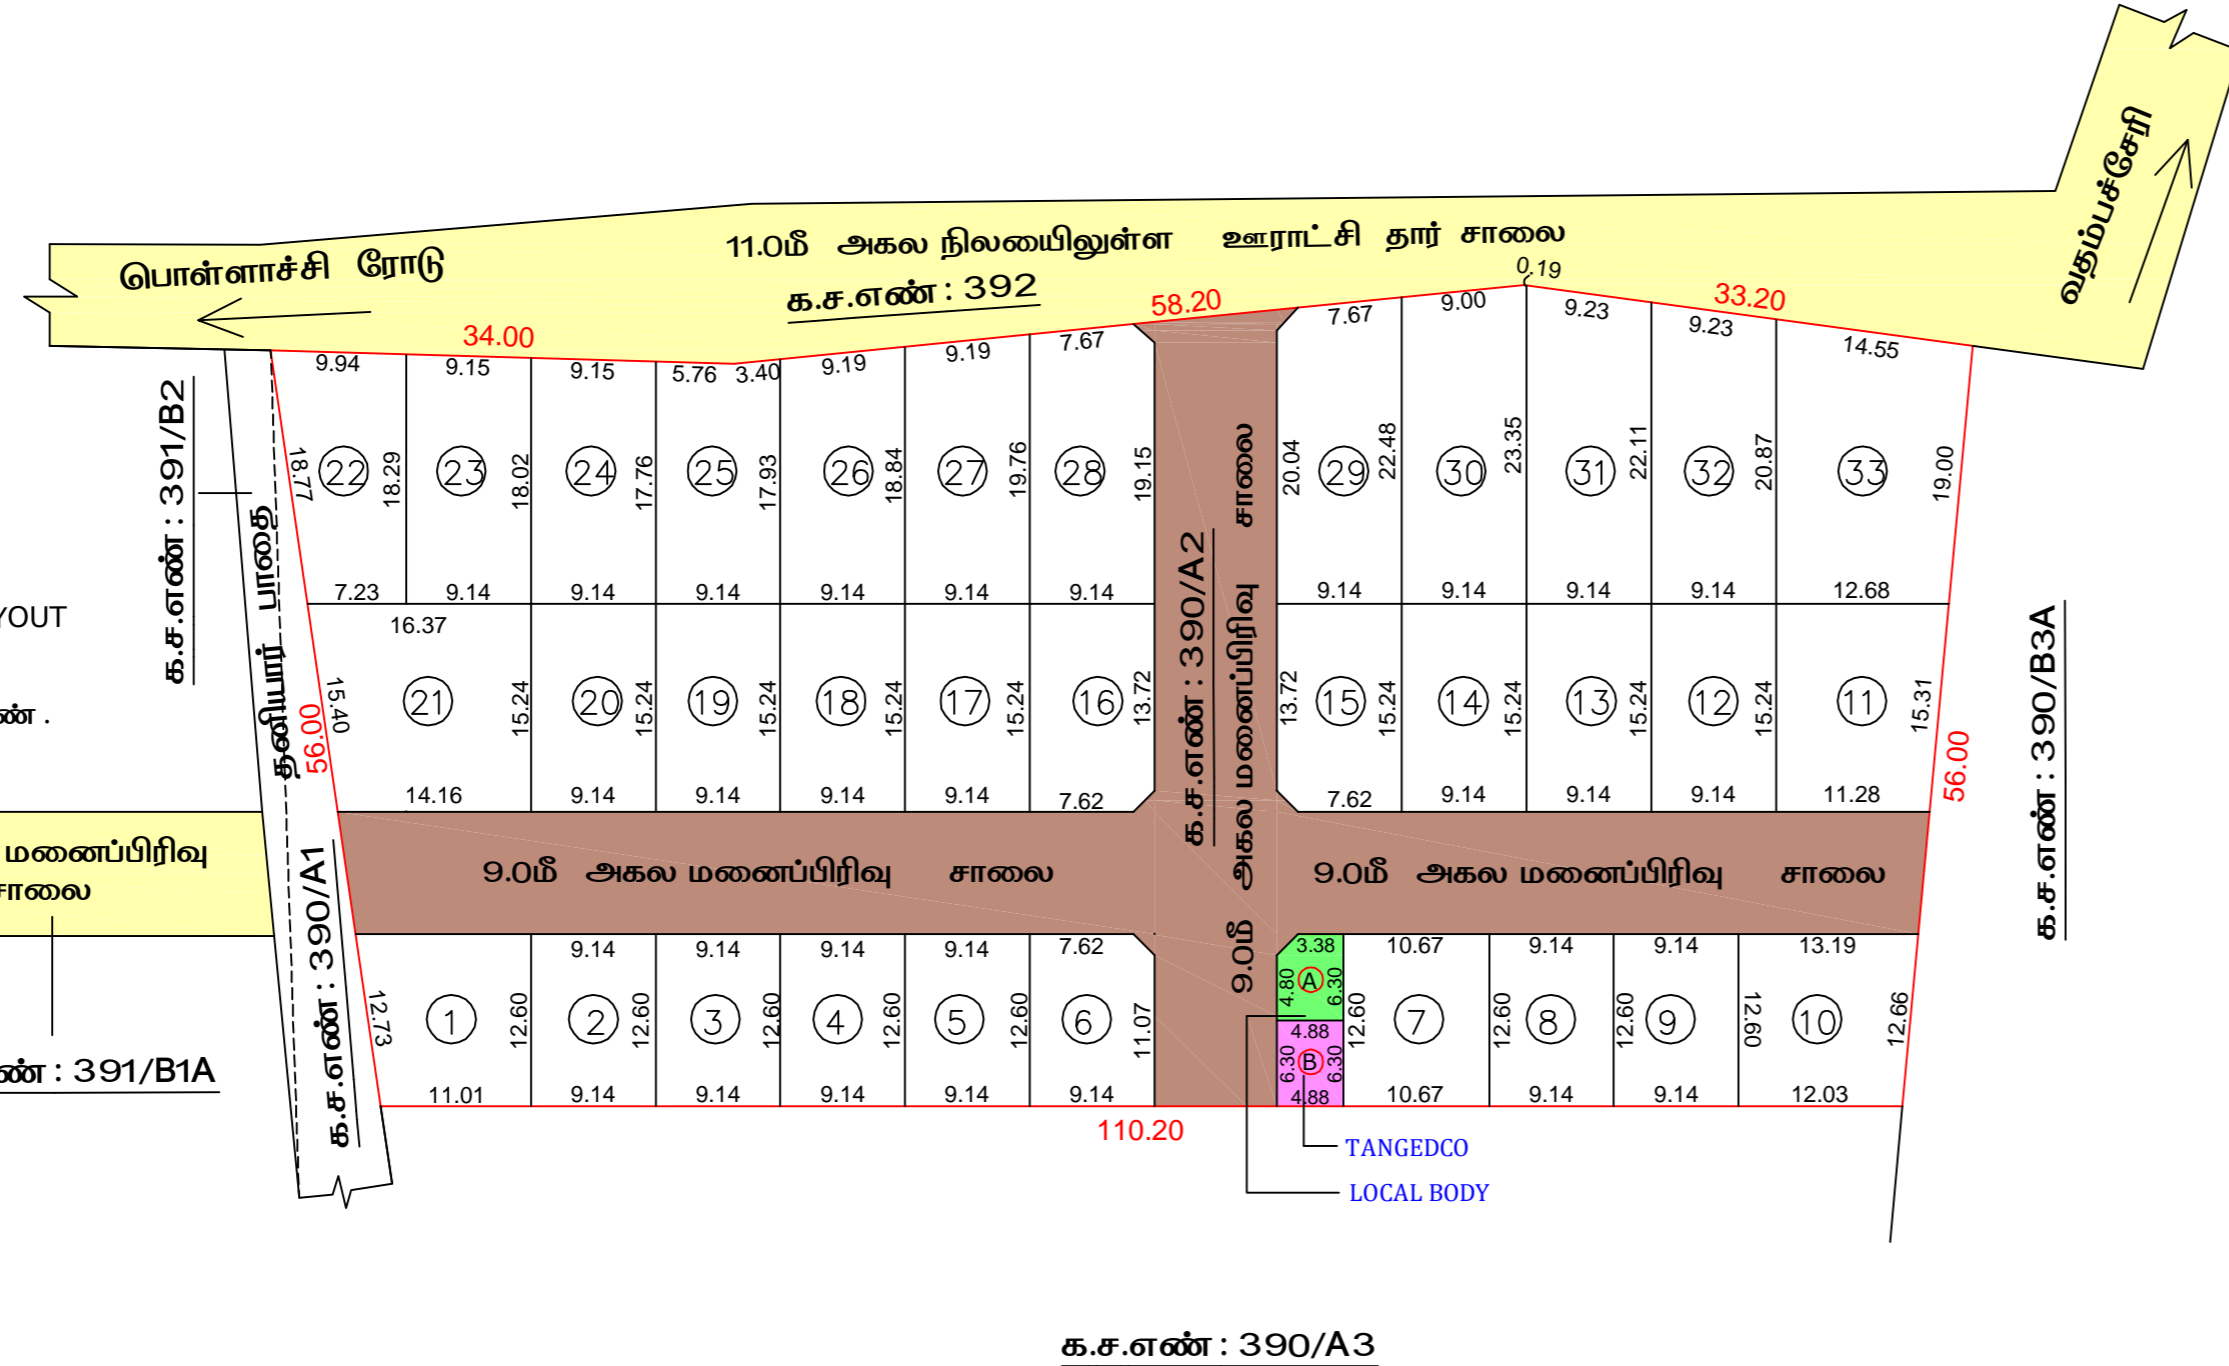 வதம்பச்சேரி
11.0மீ அகல நிலயிலுள்ள ஊராட்சி தார் சாலை
பொள்ளாச்சி ரோடு
க.ச.எண் : 392
0.19
34.00
58.20
33.20
9.94 9.15 9.15 5.76 3.40 9.19 9.19 7.67 7.67 9.00 9.23 9.23 14.55
க.ச.எண் : 391/B2
18.77 22 18.29 23 18.02 24 17.76 25 17.93 26 18.84 27 19.76 28 19.15 20.04 29 22.48 30 23.35 31 22.11 32 20.87 33 19.00
7.23 9.14 9.14 9.14 9.14 9.14 9.14 9.14 9.14 9.14 9.14 12.68
தனியார் பாதை
க.ச.எண் : 390/A2
9.0மீ அகல மனைப்பிரிவு சாலை
16.37
56.00
15.40 21 15.24 20 15.24 19 15.24 18 15.24 17 15.24 16 13.72 13.72 15 15.24 14 15.24 13 15.24 12 15.24 11 15.31
56.00
க.ச.எண் : 390/B3A
14.16 9.14 9.14 9.14 9.14 7.62 7.62 9.14 9.14 9.14 11.28
மனைப்பிரிவு
சாலை
9.0மீ அகல மனைப்பிரிவு சாலை
9.0மீ அகல மனைப்பிரிவு சாலை
க.ச.எண் : 390/A1
9.14 9.14 9.14 9.14 7.62 3.38 10.67 9.14 9.14 13.19
4.80 A 6.30
12.73 1 12.60 2 12.60 3 12.60 4 12.60 5 12.60 6 11.07 12.60 7 12.60 8 12.60 9 12.60 10 12.66
4.88
6.30 B 6.30
11.01 9.14 9.14 9.14 9.14 9.14 4.88 10.67 9.14 9.14 12.03
: 391/B1A
110.20
TANGEDCO
LOCAL BODY
க.ச.எண் : 390/A3